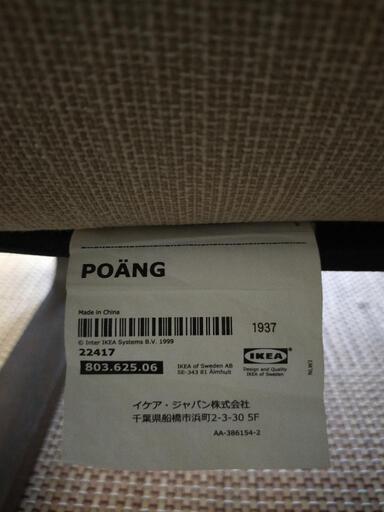 POÄNG
Made in China
1937
© Inter IKEA Systems B.V. 1999
22417
803.625.06
IKEA of Sweden AB
SE-343 81 Älmhult
IKEA
Design and Quality
IKEA of Sweden
イケア・ジャパン株式会社
千葉県船橋市浜町2-3-30 5F
AA-386154-2